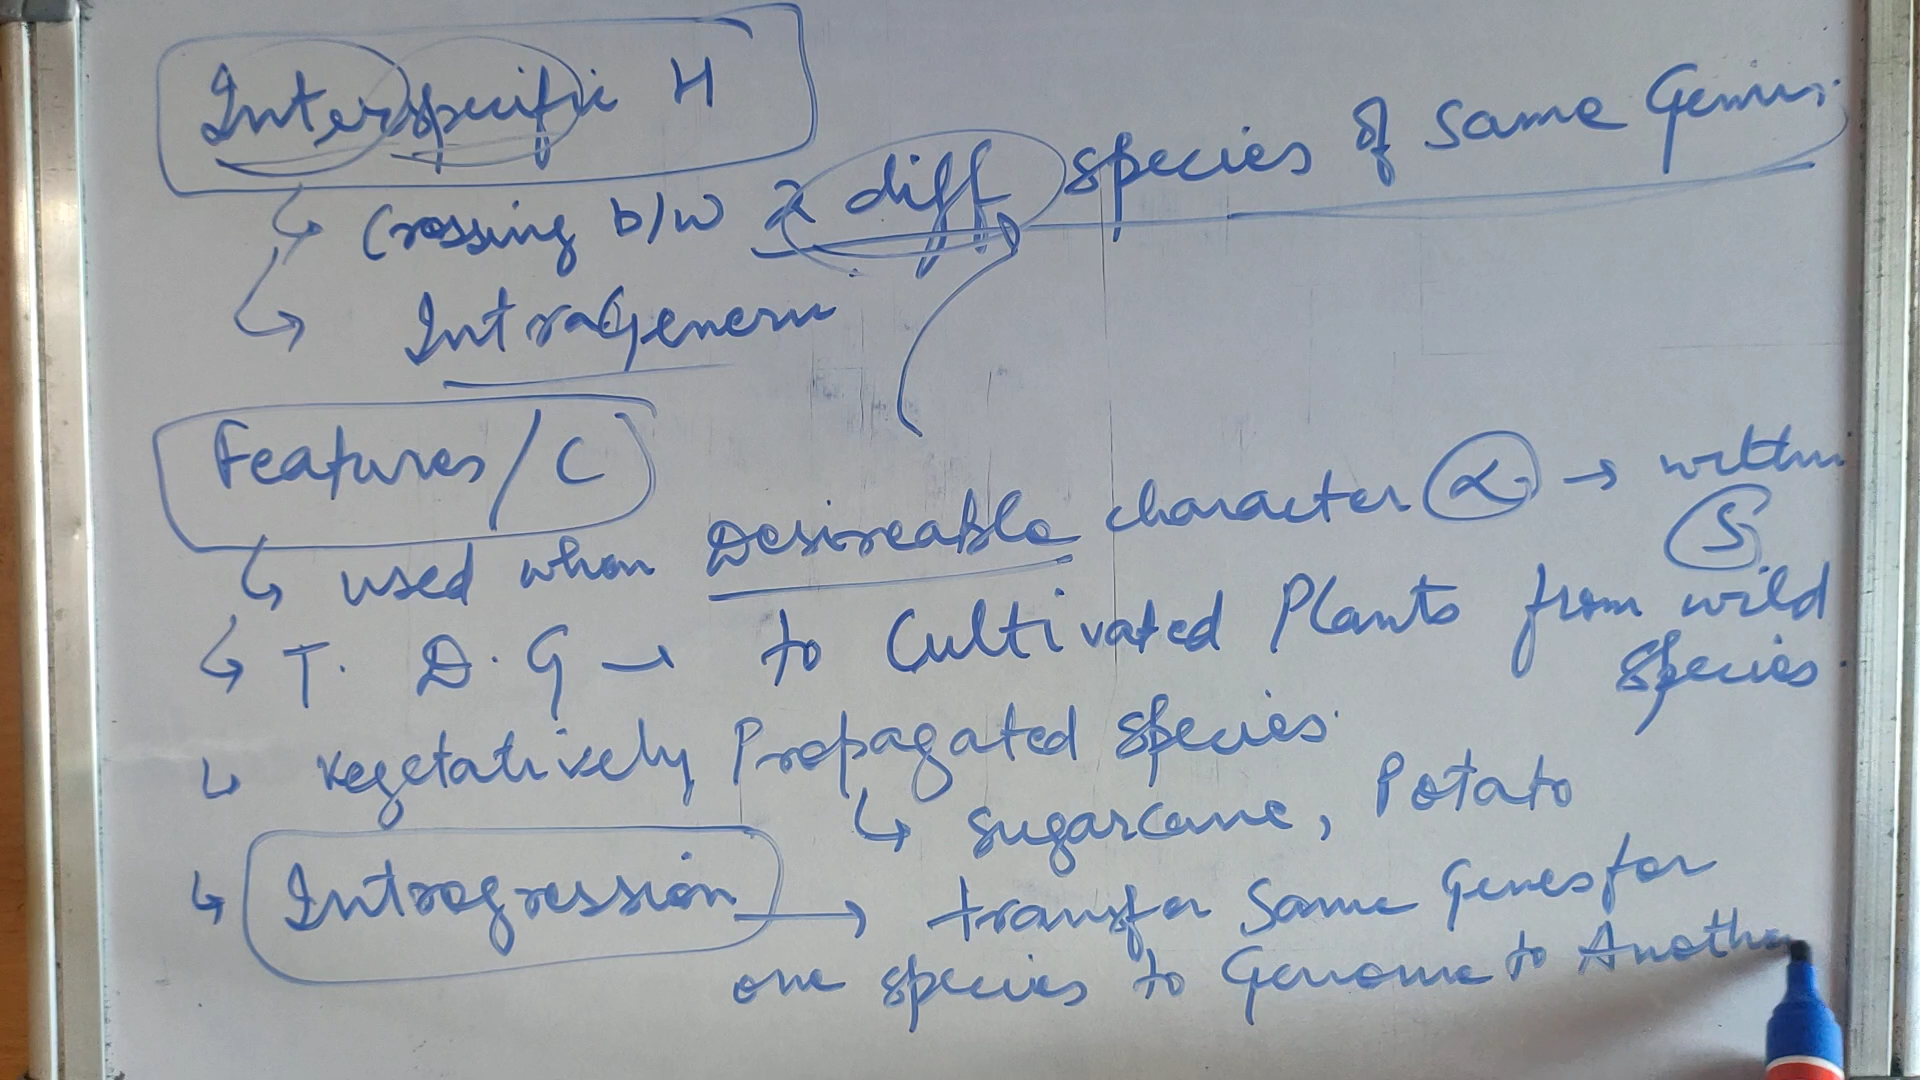 Interspecific H
↳ Crossing b/w 2 diff species of same Genus.
↳ IntraGeneric
Features / C
↳ used when Desireable character α → within S
↳ T. D. G → to Cultivated Plants from wild species.
↳ Vegetatively Propagated species.
↳ sugarcane, Potato
↳ Introgression → transfer Some Genes for
one species to Genome to Another